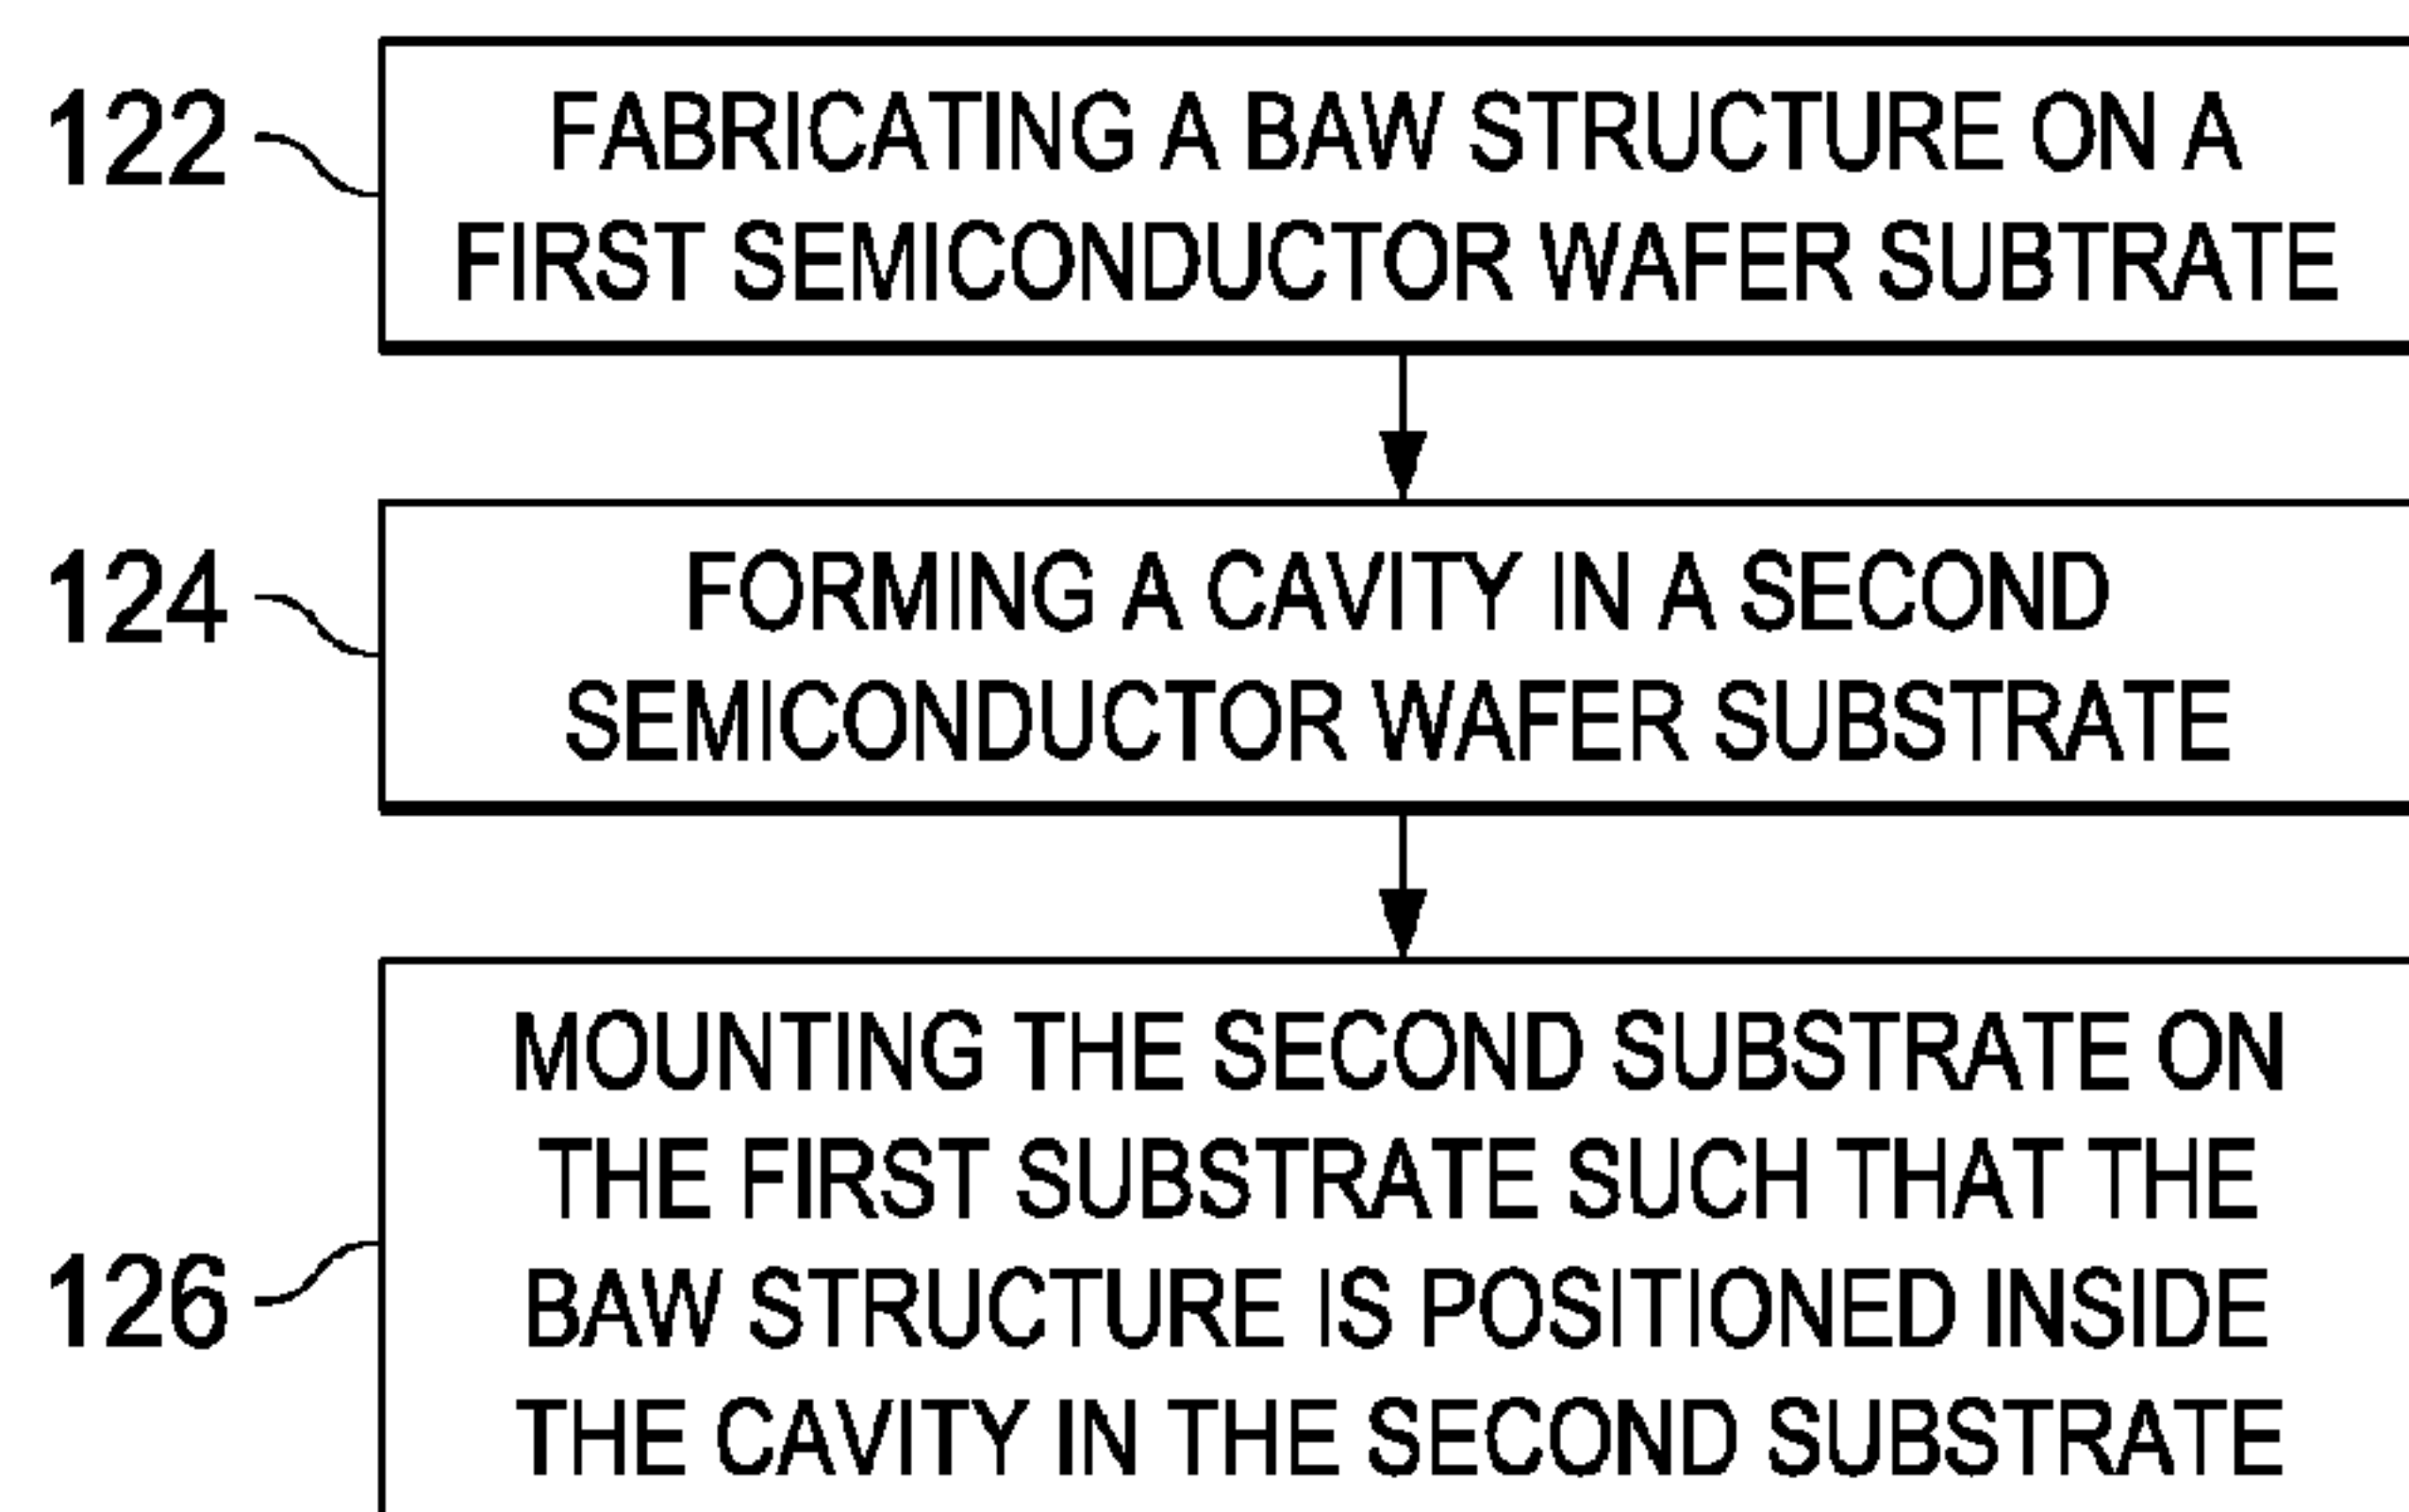 122
FABRICATING A BAW STRUCTURE ON A
FIRST SEMICONDUCTOR WAFER SUBTRATE
124
FORMING A CAVITY IN A SECOND
SEMICONDUCTOR WAFER SUBSTRATE
126
MOUNTING THE SECOND SUBSTRATE ON
THE FIRST SUBSTRATE SUCH THAT THE
BAW STRUCTURE IS POSITIONED INSIDE
THE CAVITY IN THE SECOND SUBSTRATE